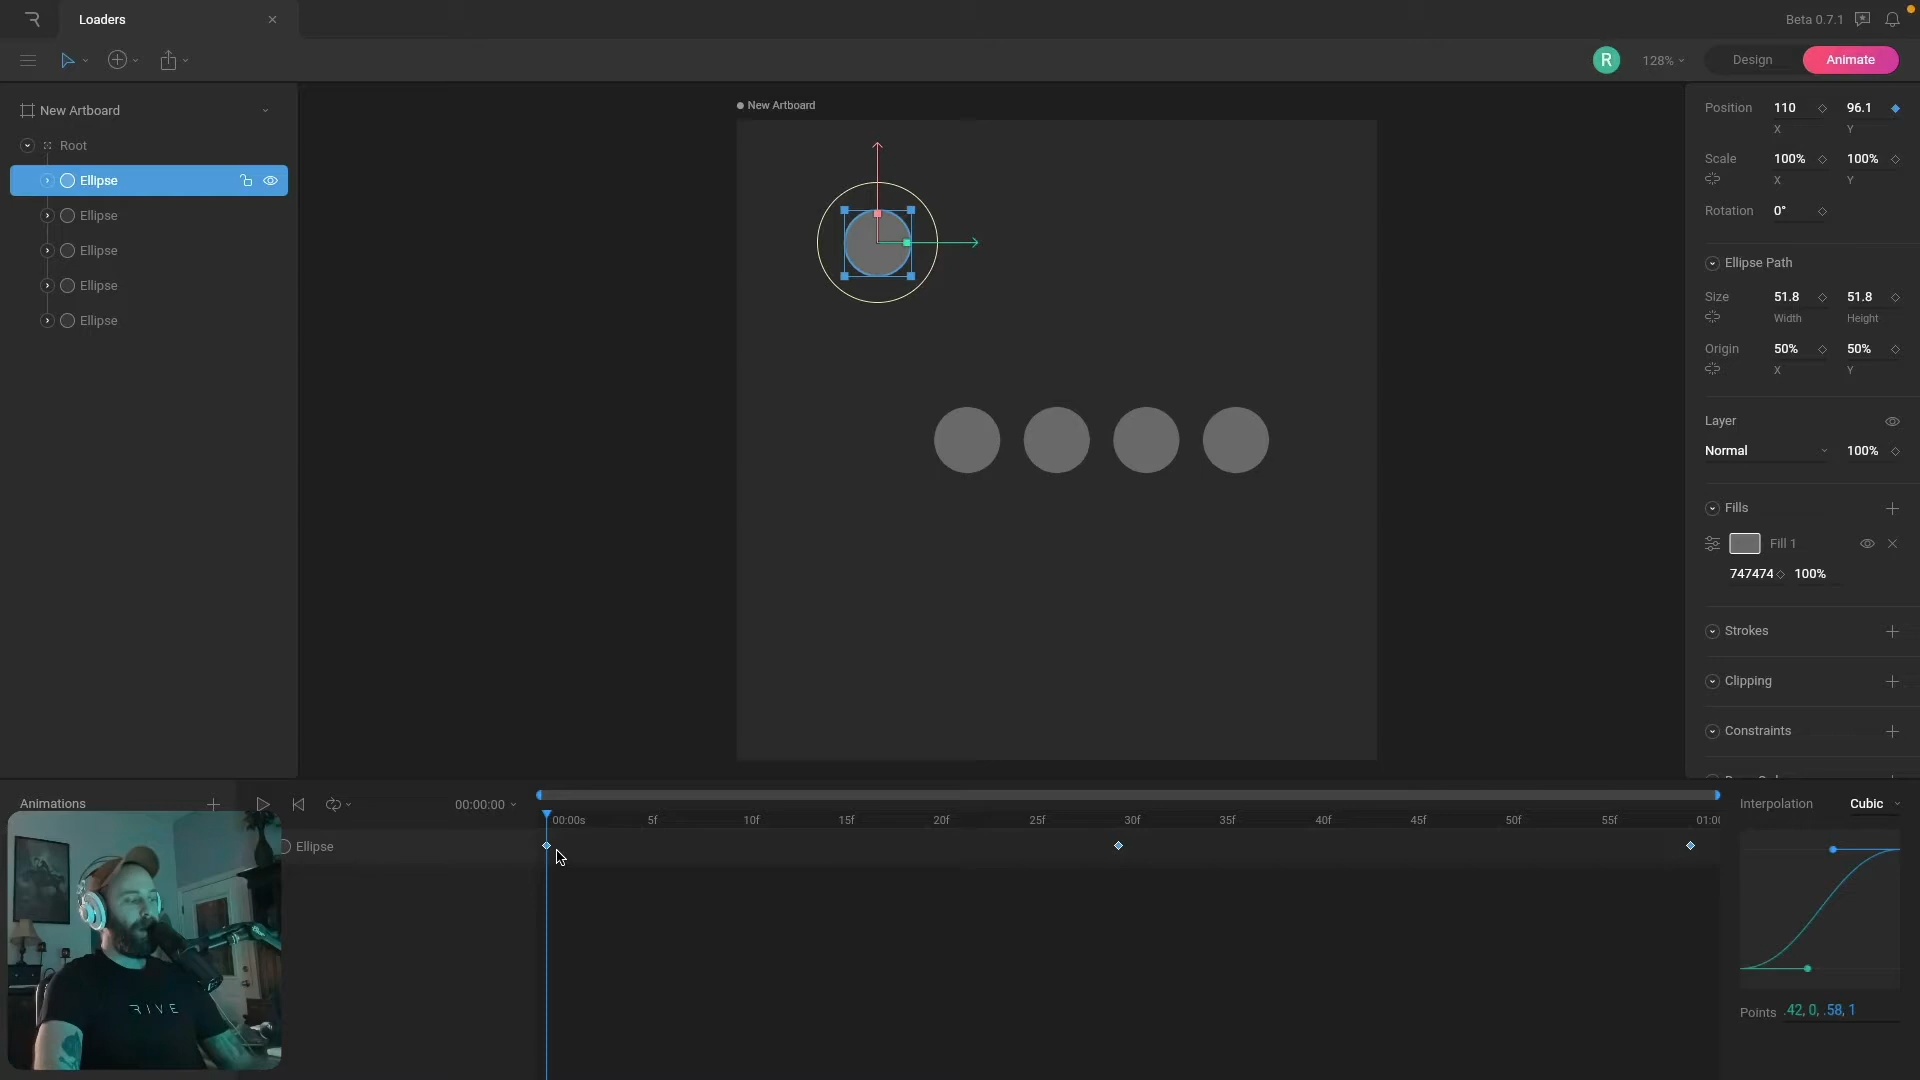 Loaders
Beta 0.7.1
R
128%
Design
Animate
New Artboard
Root
Ellipse
Ellipse
Ellipse
Ellipse
Ellipse
New Artboard
Position 110 96.1
X Y
Scale 100% 100%
X Y
Rotation 0°
Ellipse Path
Size 51.8 51.8
Width Height
Origin 50% 50%
X Y
Layer
Normal 100%
Fills
Fill 1
747474 100%
Strokes
Clipping
Constraints
Animations
00:00:00
00:00s 5f 10f 15f 20f 25f 30f 35f 40f 45f 50f 55f 01:00
Ellipse
Interpolation Cubic
Points .42, 0, .58, 1
RIVE